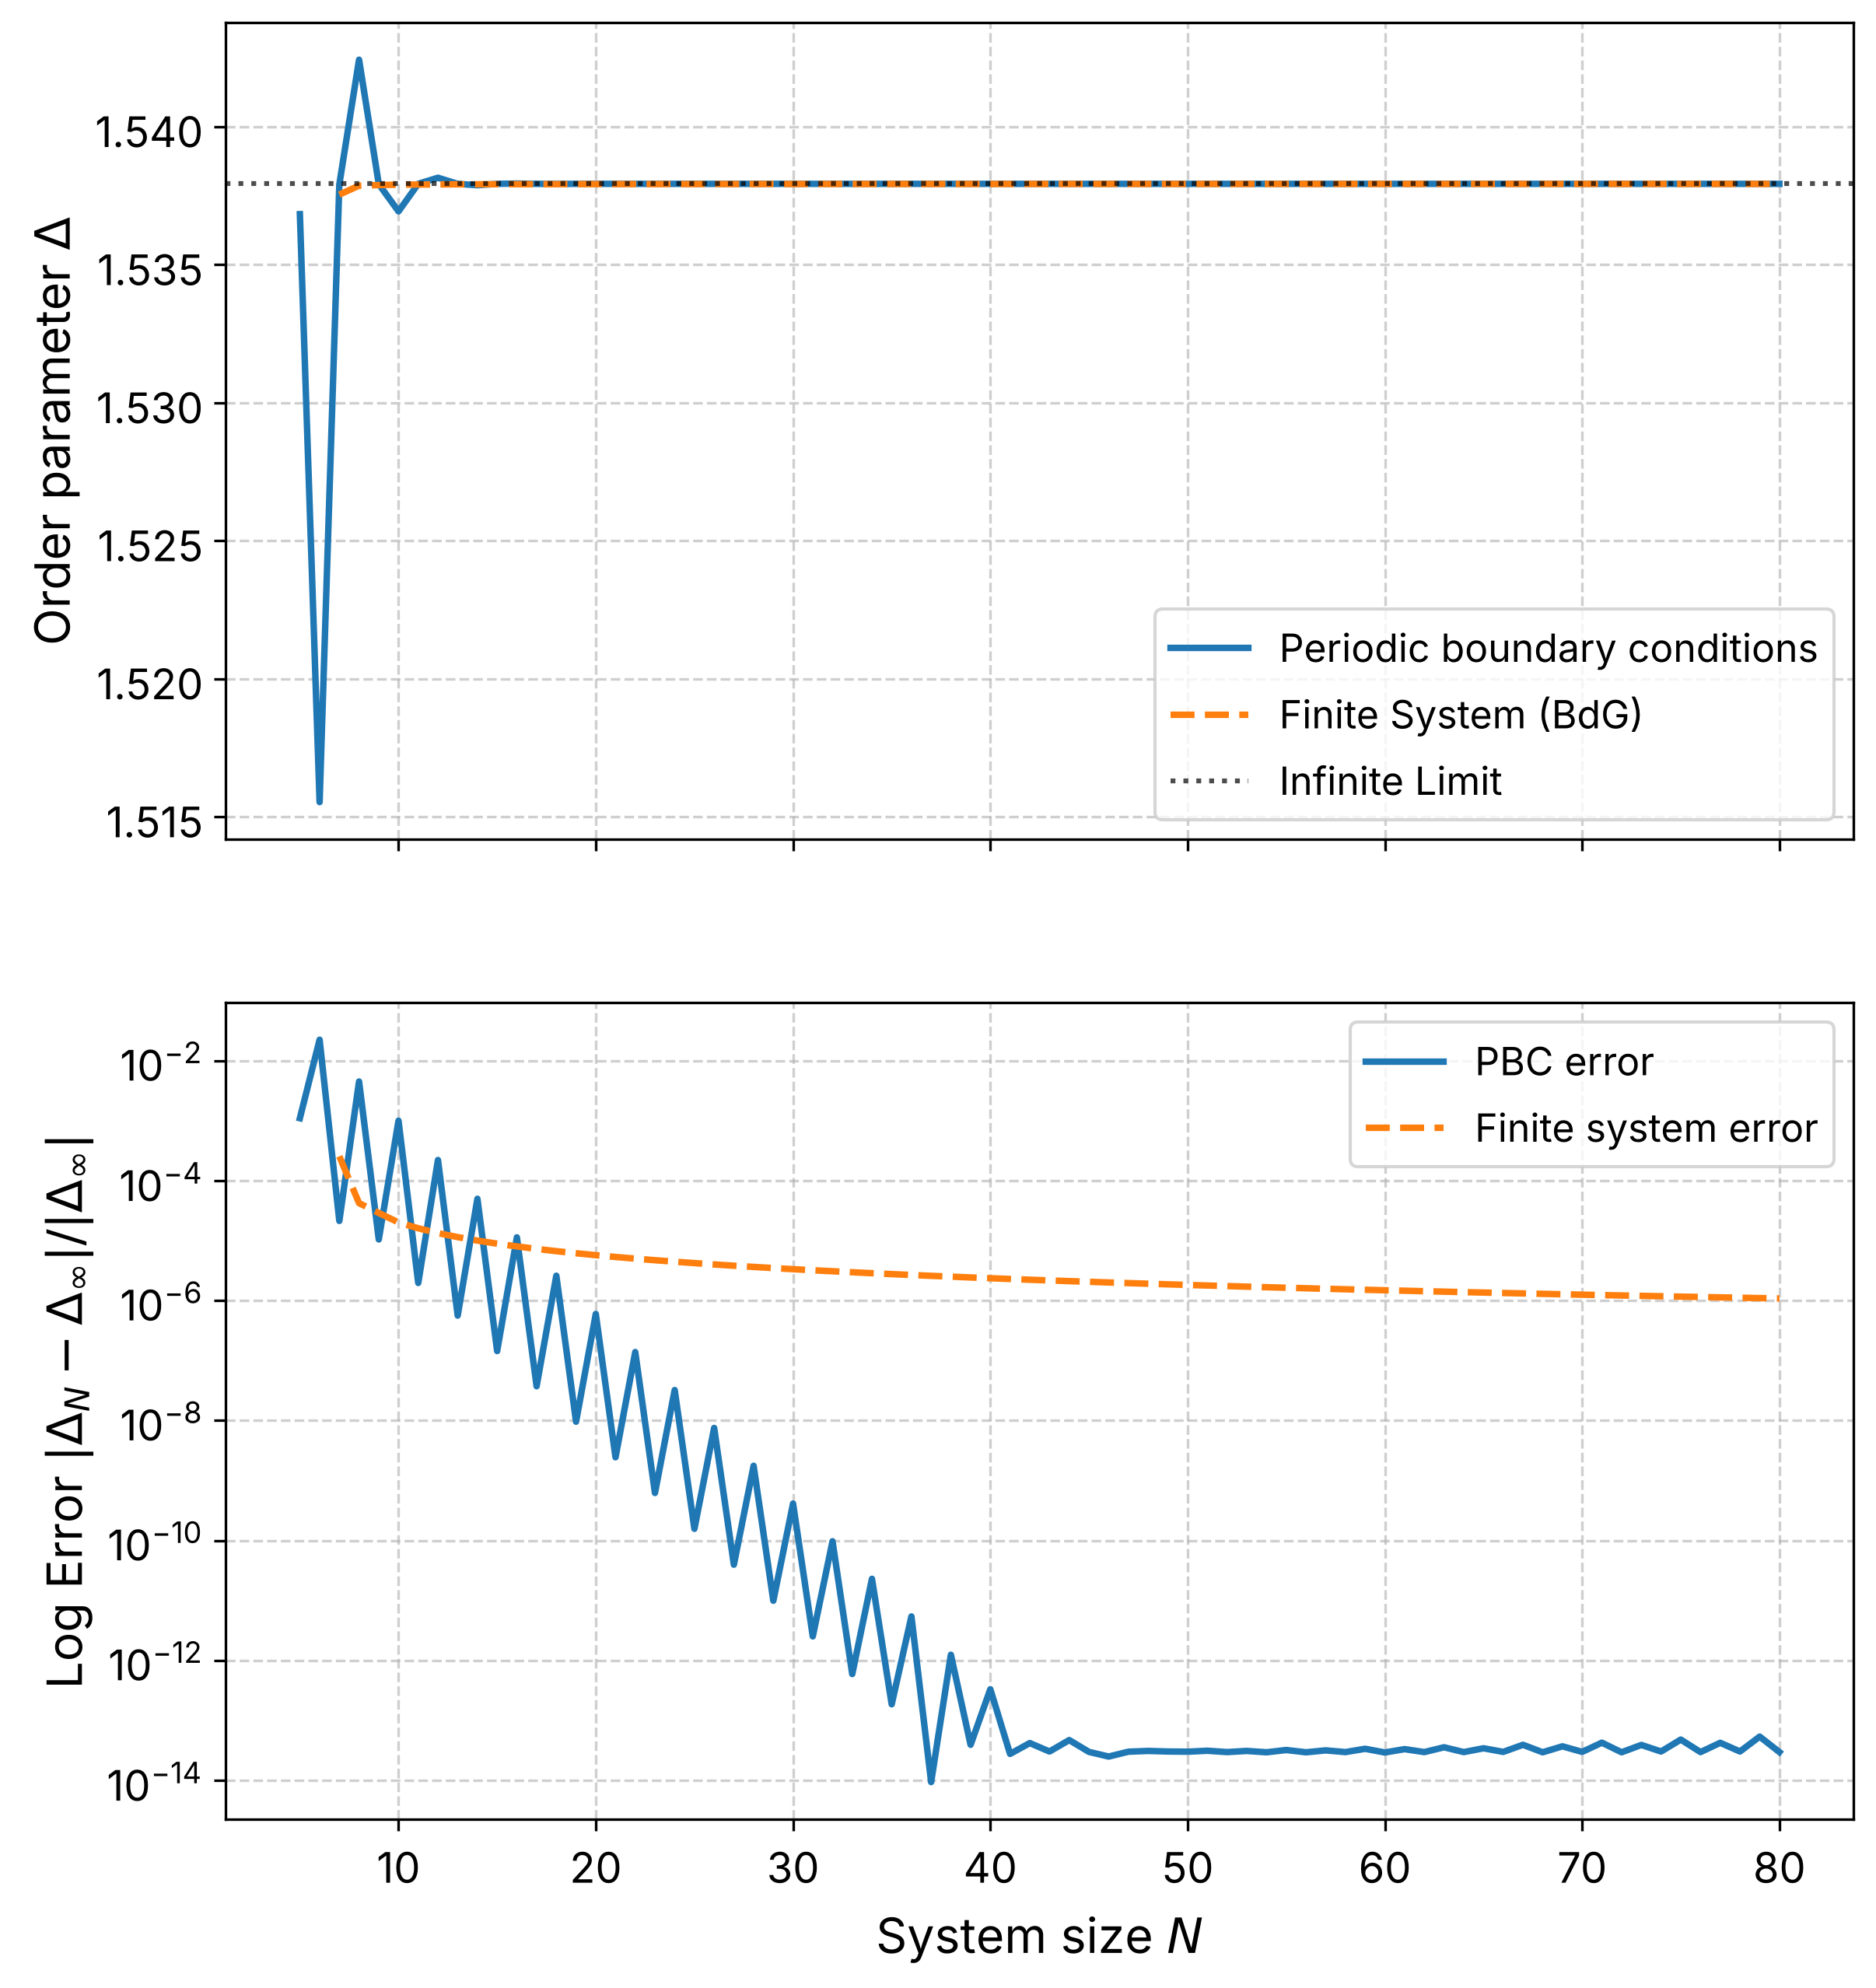 Order parameter Δ
1.540
1.535
1.530
1.525
1.520
1.515
Periodic boundary conditions
Finite System (BdG)
Infinite Limit
Log Error |Δ_N − Δ_∞|/|Δ_∞|
10⁻²
10⁻⁴
10⁻⁶
10⁻⁸
10⁻¹⁰
10⁻¹²
10⁻¹⁴
PBC error
Finite system error
10 20 30 40 50 60 70 80
System size N